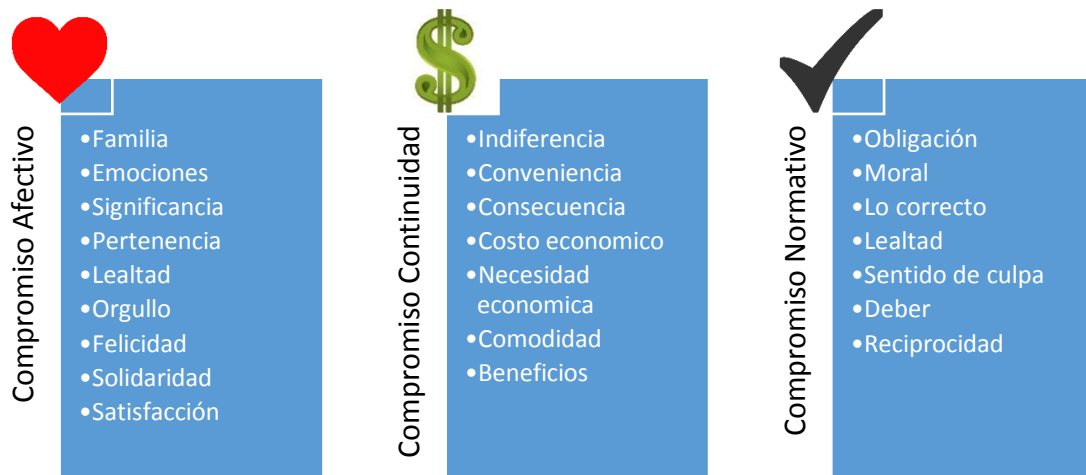 Compromiso Afectivo
•Familia
•Emociones
•Significancia
•Pertenencia
•Lealtad
•Orgullo
•Felicidad
•Solidaridad
•Satisfacción
Compromiso Continuidad
•Indiferencia
•Conveniencia
•Consecuencia
•Costo economico
•Necesidad
economica
•Comodidad
•Beneficios
Compromiso Normativo
•Obligación
•Moral
•Lo correcto
•Lealtad
•Sentido de culpa
•Deber
•Reciprocidad